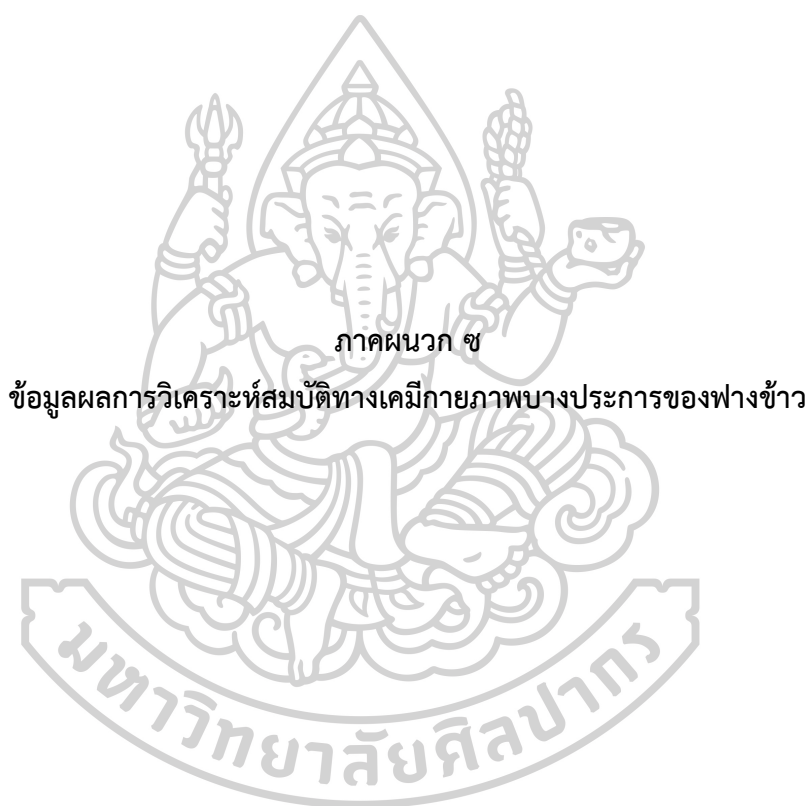 ภาคผนวก ซ
ข้อมูลผลการวิเคราะห์สมบัติทางเคมีกายภาพบางประการของฟางข้าว
มหาวิทยาลัยศิลปากร